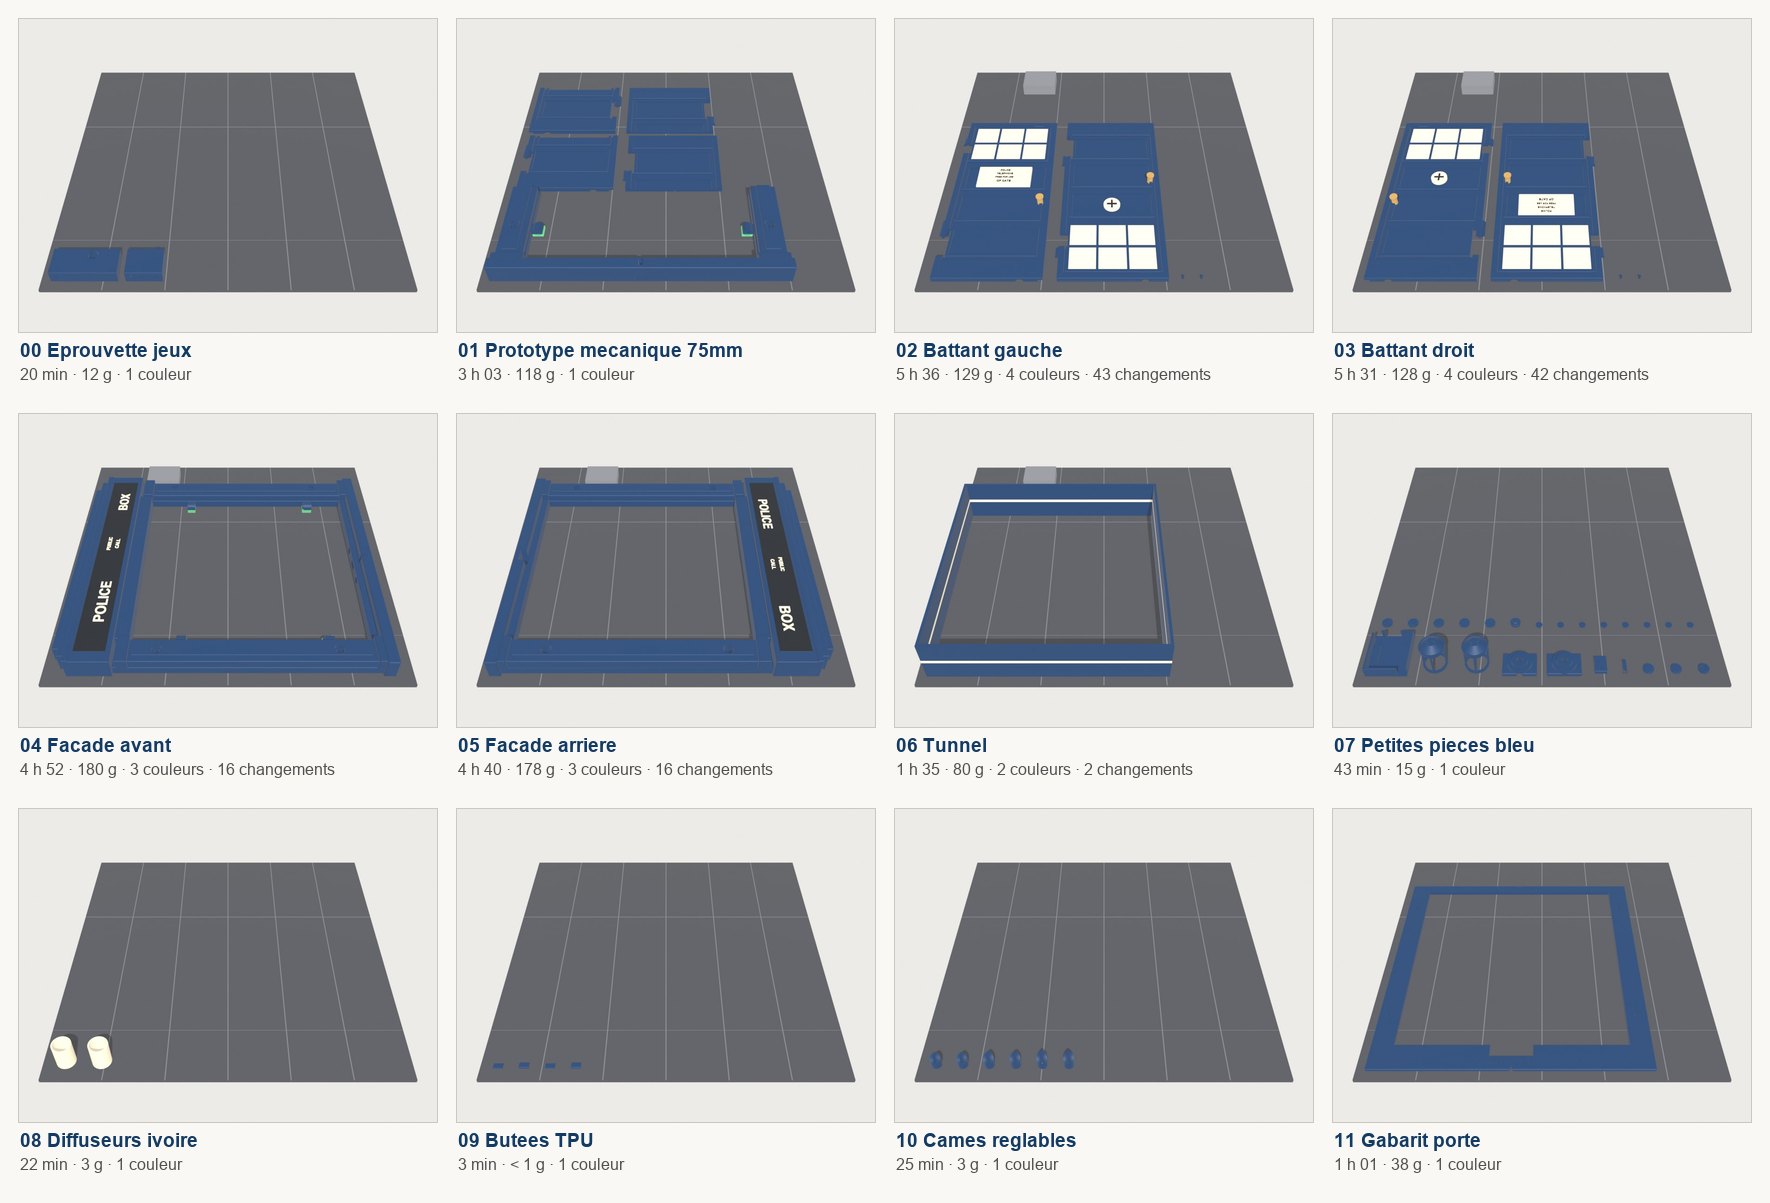 00 Eprouvette jeux
20 min · 12 g · 1 couleur
01 Prototype mecanique 75mm
3 h 03 · 118 g · 1 couleur
02 Battant gauche
5 h 36 · 129 g · 4 couleurs · 43 changements
03 Battant droit
5 h 31 · 128 g · 4 couleurs · 42 changements
POLICE
PUBLIC
CALL
BOX
04 Facade avant
4 h 52 · 180 g · 3 couleurs · 16 changements
POLICE
PUBLIC
CALL
BOX
05 Facade arriere
4 h 40 · 178 g · 3 couleurs · 16 changements
06 Tunnel
1 h 35 · 80 g · 2 couleurs · 2 changements
07 Petites pieces bleu
43 min · 15 g · 1 couleur
08 Diffuseurs ivoire
22 min · 3 g · 1 couleur
09 Butees TPU
3 min · < 1 g · 1 couleur
10 Cames reglables
25 min · 3 g · 1 couleur
11 Gabarit porte
1 h 01 · 38 g · 1 couleur